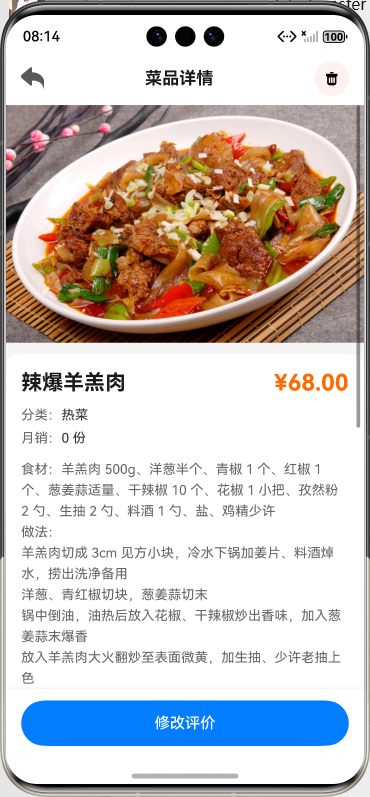 ster
08:14
100
菜品详情
辣爆羊羔肉
¥68.00
分类：热菜
月销：0 份
食材：羊羔肉 500g、洋葱半个、青椒 1 个、红椒 1
个、葱姜蒜适量、干辣椒 10 个、花椒 1 小把、孜然粉
2 勺、生抽 2 勺、料酒 1 勺、盐、鸡精少许
做法：
羊羔肉切成 3cm 见方小块，冷水下锅加姜片、料酒焯
水，捞出洗净备用
洋葱、青红椒切块，葱姜蒜切末
锅中倒油，油热后放入花椒、干辣椒炒出香味，加入葱
姜蒜末爆香
放入羊羔肉大火翻炒至表面微黄，加生抽、少许老抽上
色
修改评价